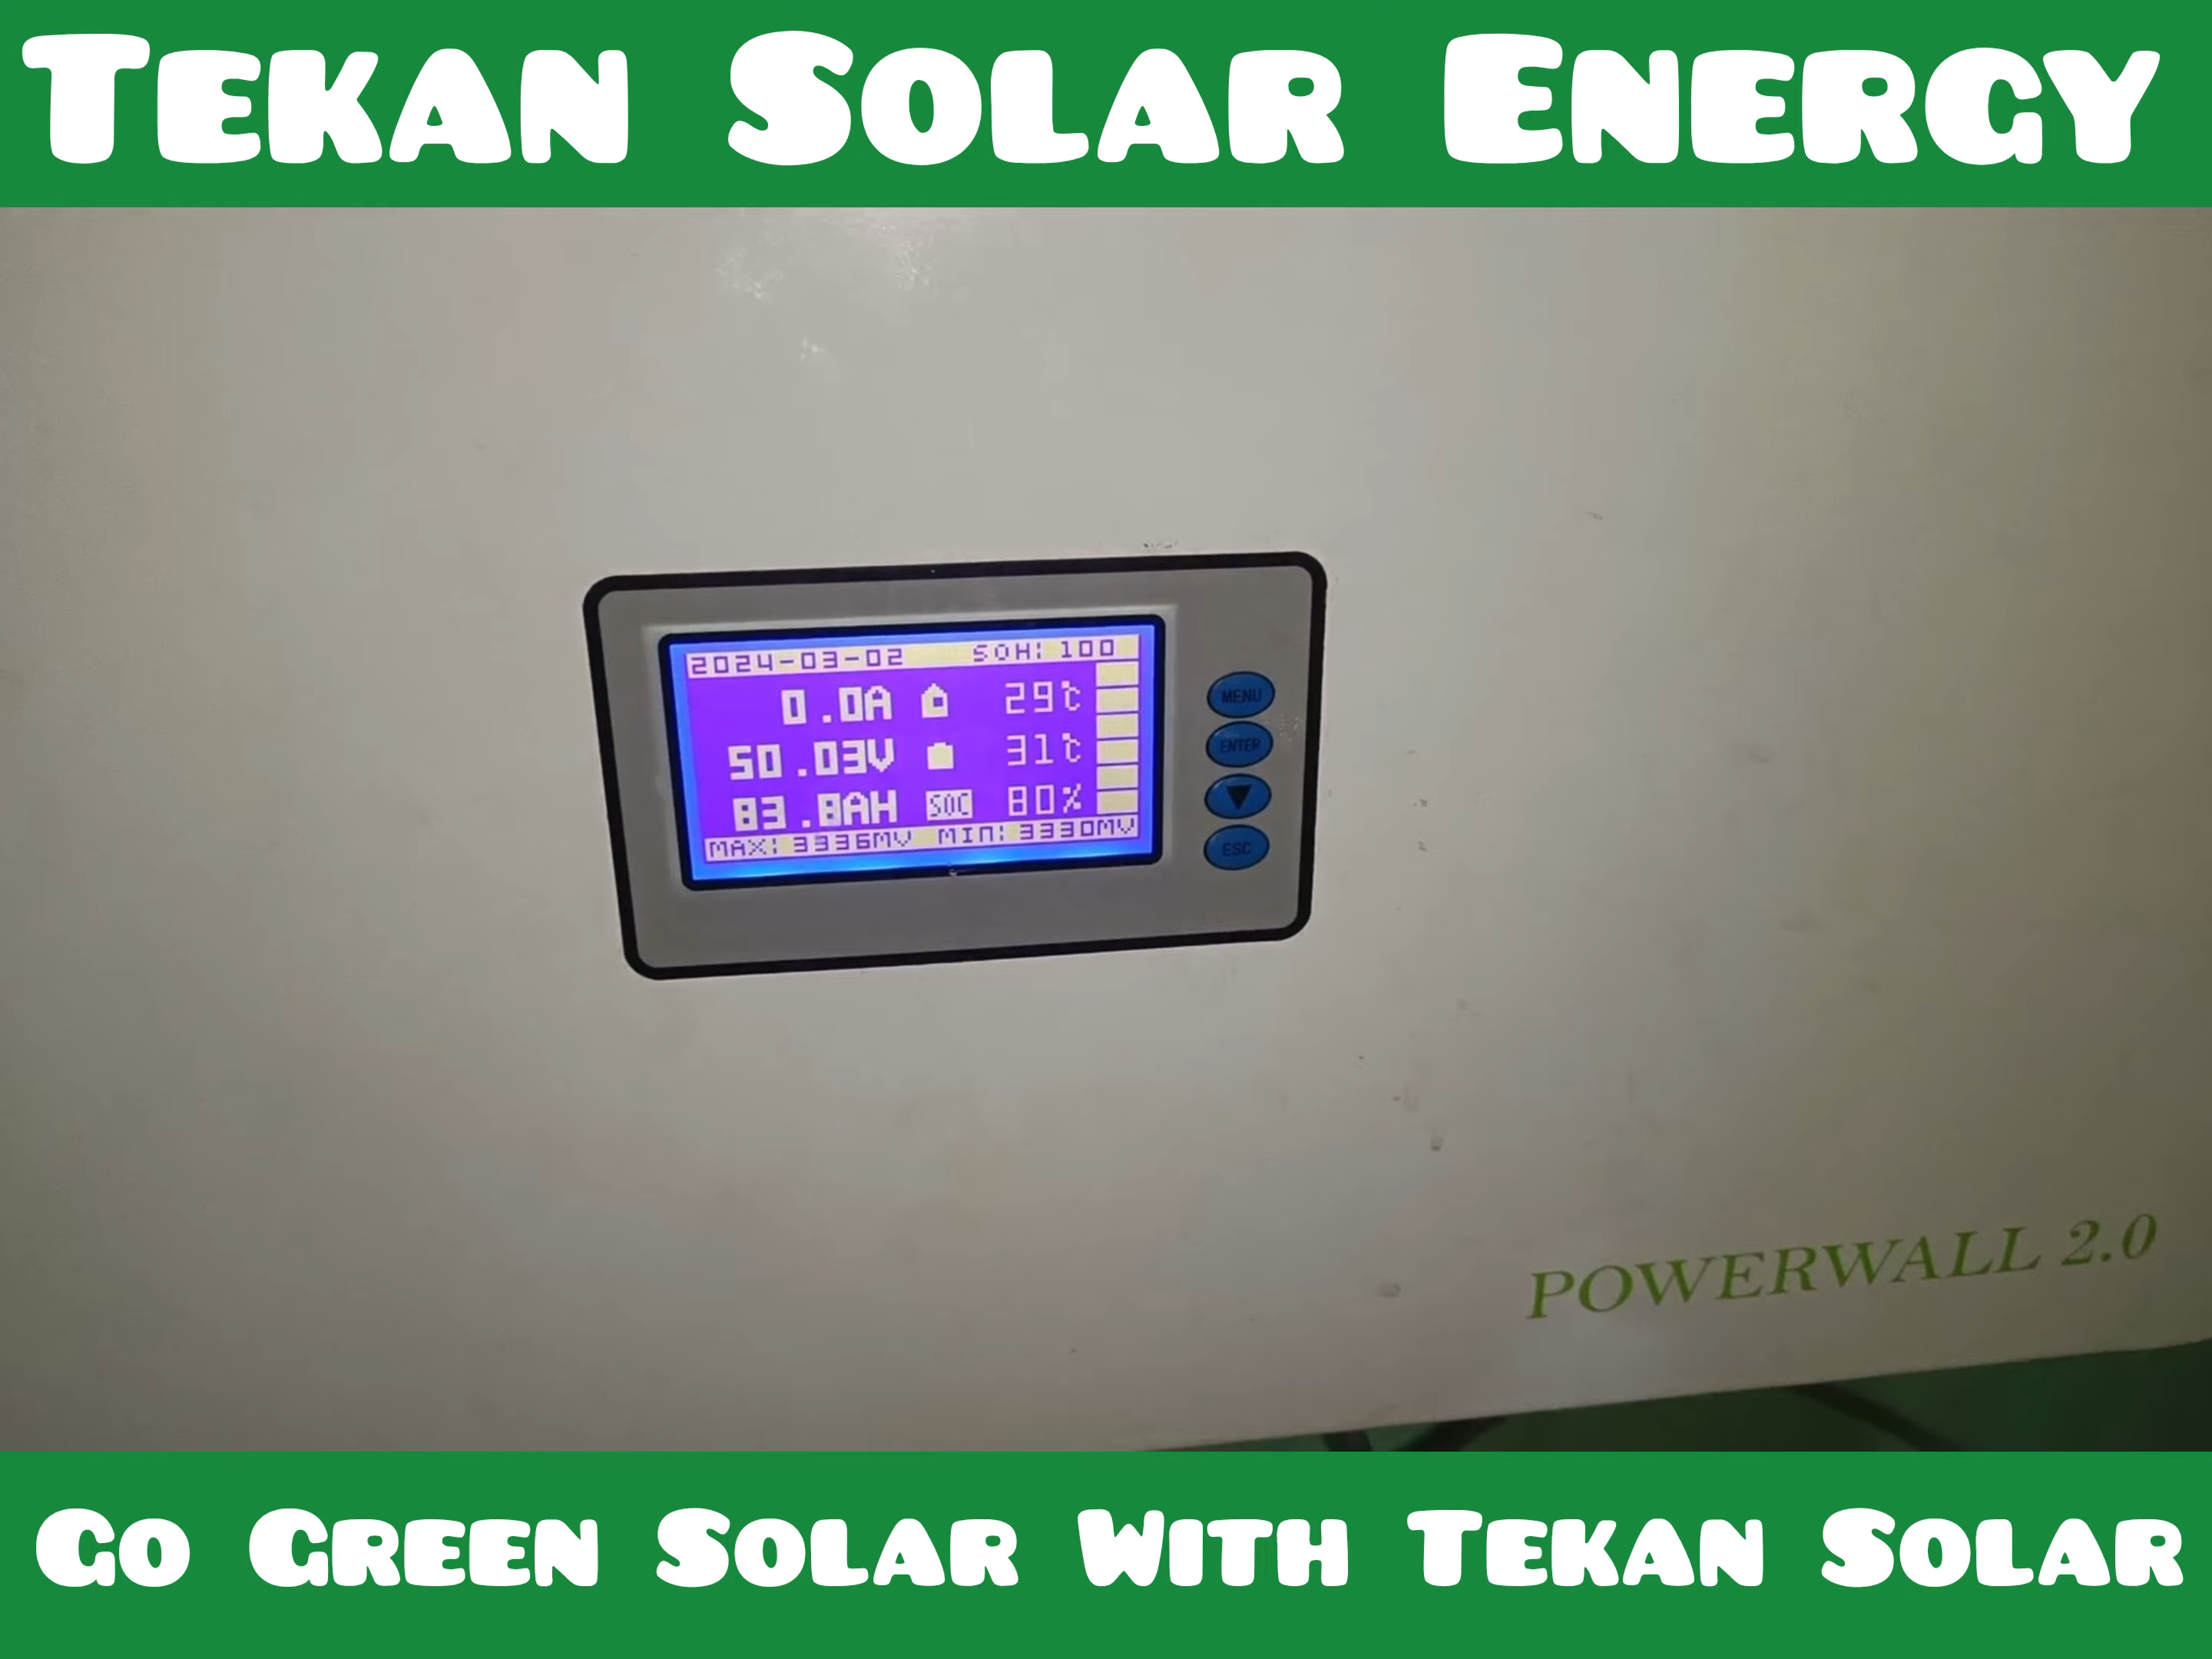 Tekan Solar Energy
2024-03-02 SOH: 100
0.0A 29℃
50.03V 31℃
83.8AH SOC 80%
MAX: 3336MV MIN: 3330MV
MENU
ENTER
ESC
POWERWALL 2.0
Go Green Solar With Tekan Solar